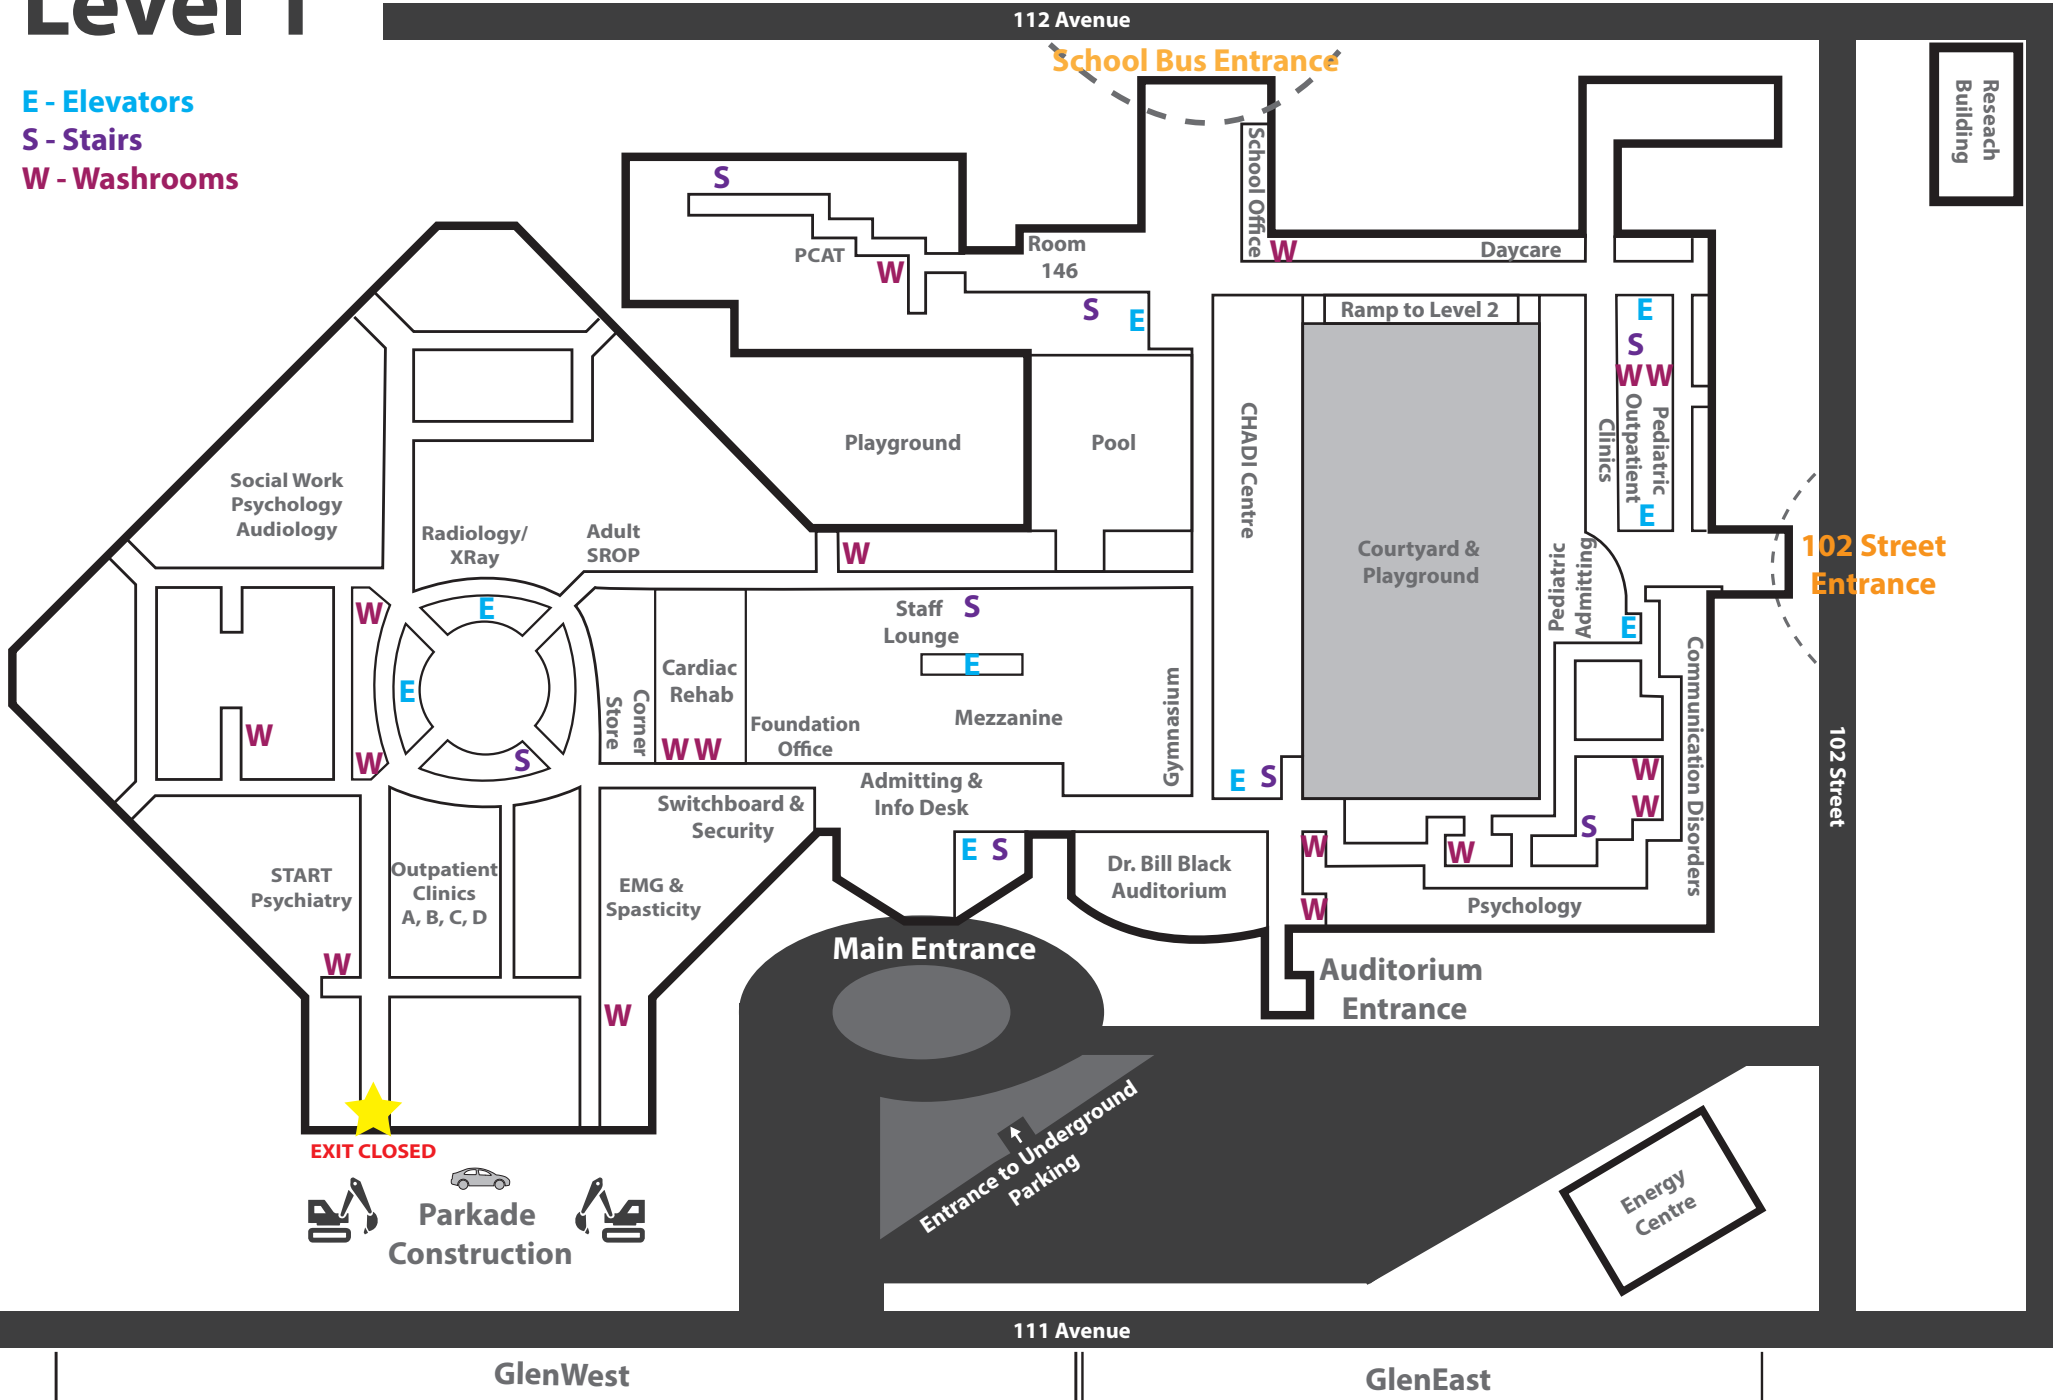 Level 1
E - Elevators
S - Stairs
W - Washrooms
112 Avenue
School Bus Entrance
Reseach
Building
School Office
S
PCAT
W
Room
146
W
Daycare
S
E
Ramp to Level 2
E
S
W W
Pediatric
Outpatient
Clinics
E
Playground
Pool
CHADI Centre
Courtyard &
Playground
Pediatric
Admitting
102 Street
Entrance
Social Work
Psychology
Audiology
Radiology/
XRay
Adult
SROP
W
W
E
E
W
W
S
Staff
Lounge
S
E
Mezzanine
Cardiac
Rehab
W W
Corner
Store
Foundation
Office
Gymnasium
E
S
E
Communication Disorders
W
W
S
W
W
W
Psychology
102 Street
Switchboard &
Security
Admitting &
Info Desk
E S
Dr. Bill Black
Auditorium
START
Psychiatry
Outpatient
Clinics
A, B, C, D
EMG &
Spasticity
W
W
Main Entrance
Auditorium
Entrance
EXIT CLOSED
Parkade
Construction
Entrance to Underground
Parking
Energy
Centre
111 Avenue
GlenWest
GlenEast